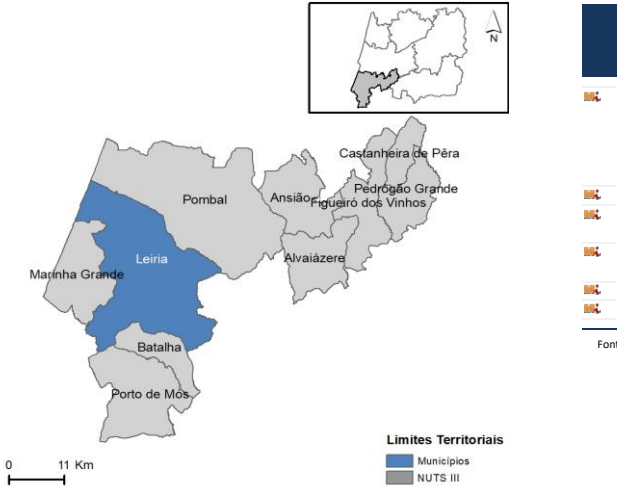 N
Castanheira de Pêra
Pedrógão Grande
Pombal
Ansião
Figueiró dos Vinhos
Leiria
Alvaiázere
Marinha Grande
Batalha
Porto de Mós
Limites Territoriais
0 11 Km
Municípios
NUTS III
Font